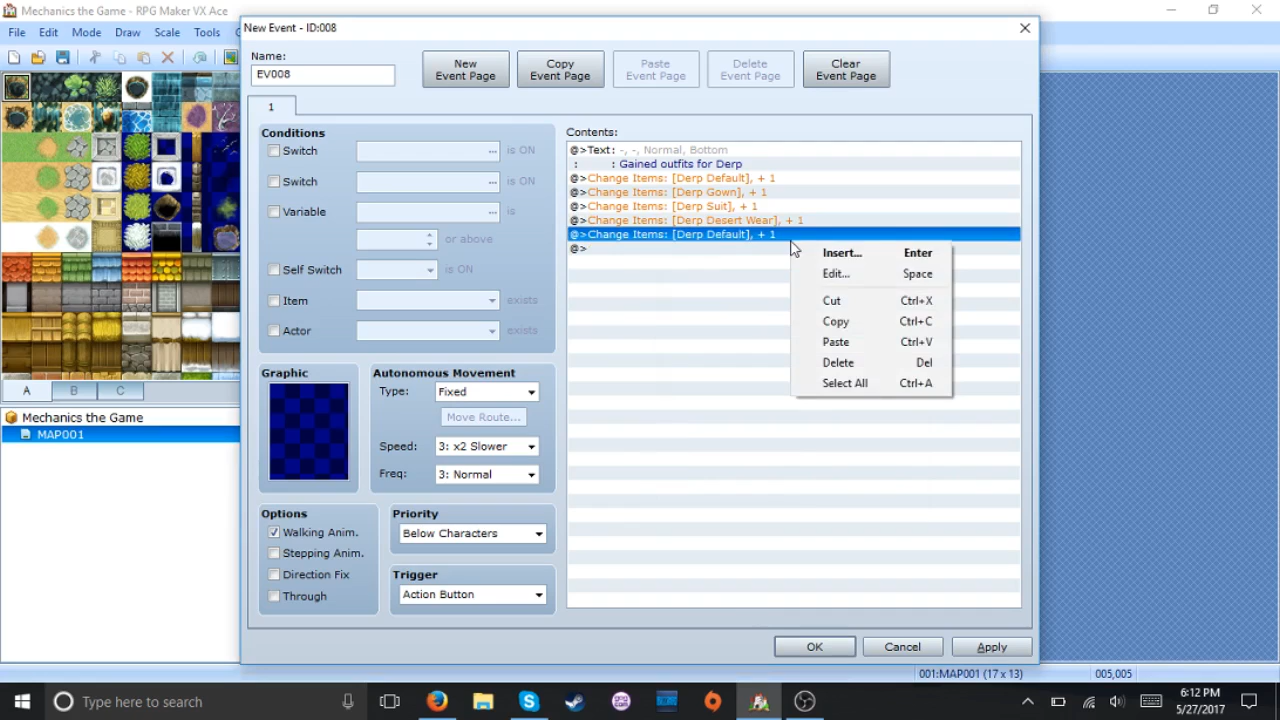 Mechanics the Game - RPG Maker VX Ace
File Edit Mode Draw Scale Tools
New Event - ID:008
Name:
EV008
New Event Page
Copy Event Page
Paste Event Page
Delete Event Page
Clear Event Page
1
Conditions
Switch ... is ON
Switch ... is ON
Variable ... is
or above
Self Switch is ON
Item exists
Actor exists
Graphic
Autonomous Movement
Type: Fixed
Move Route...
Speed: 3: x2 Slower
Freq: 3: Normal
Options
Walking Anim.
Stepping Anim.
Direction Fix
Through
Priority
Below Characters
Trigger
Action Button
Contents:
@>Text: -, -, Normal, Bottom
: : Gained outfits for Derp
@>Change Items: [Derp Default], + 1
@>Change Items: [Derp Gown], + 1
@>Change Items: [Derp Suit], + 1
@>Change Items: [Derp Desert Wear], + 1
@>Change Items: [Derp Default], + 1
@>
Insert... Enter
Edit... Space
Cut Ctrl+X
Copy Ctrl+C
Paste Ctrl+V
Delete Del
Select All Ctrl+A
OK Cancel Apply
A B C
Mechanics the Game
MAP001
001:MAP001 (17 x 13) 005,005
Type here to search
6:12 PM
5/27/2017